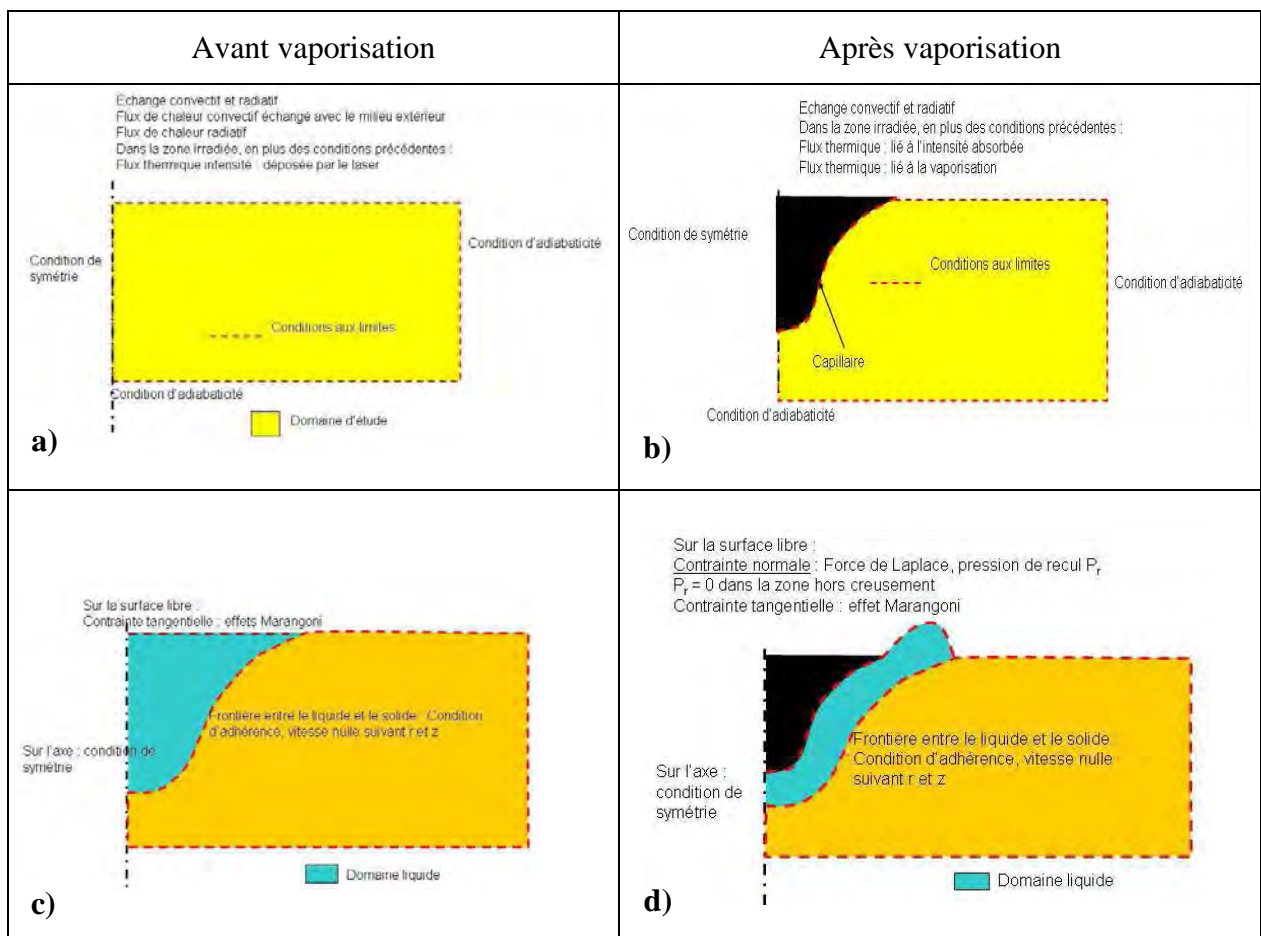 Avant vaporisation
Après vaporisation
Echange convectif et radiatif
Flux de chaleur convectif échangé avec le milieu extérieur
Flux de chaleur radiatif
Dans la zone irradiée, en plus des conditions précédentes :
Flux thermique intensité : déposée par le laser
Condition de
symétrie
Condition d'adiabaticité
Conditions aux limites
Condition d'adiabaticité
Domaine d'étude
a)
Echange convectif et radiatif
Dans la zone irradiée, en plus des conditions précédentes :
Flux thermique : lié à l'intensité absorbée
Flux thermique : lié à la vaporisation
Condition de symétrie
Conditions aux limites
Condition d'adiabaticité
Capillaire
Condition d'adiabaticité
b)
Sur la surface libre :
Contrainte tangentielle : effets Marangoni
Frontière entre le liquide et le solide : Condition
d'adhérence, vitesse nulle suivant r et z
Sur l'axe : condition de
symétrie
Domaine liquide
c)
Sur la surface libre :
Contrainte normale : Force de Laplace, pression de recul Pr
Pr = 0 dans la zone hors creusement
Contrainte tangentielle : effet Marangoni
Frontière entre le liquide et le solide
Condition d'adhérence, vitesse nulle
suivant r et z
Sur l'axe :
condition de
symétrie
Domaine liquide
d)